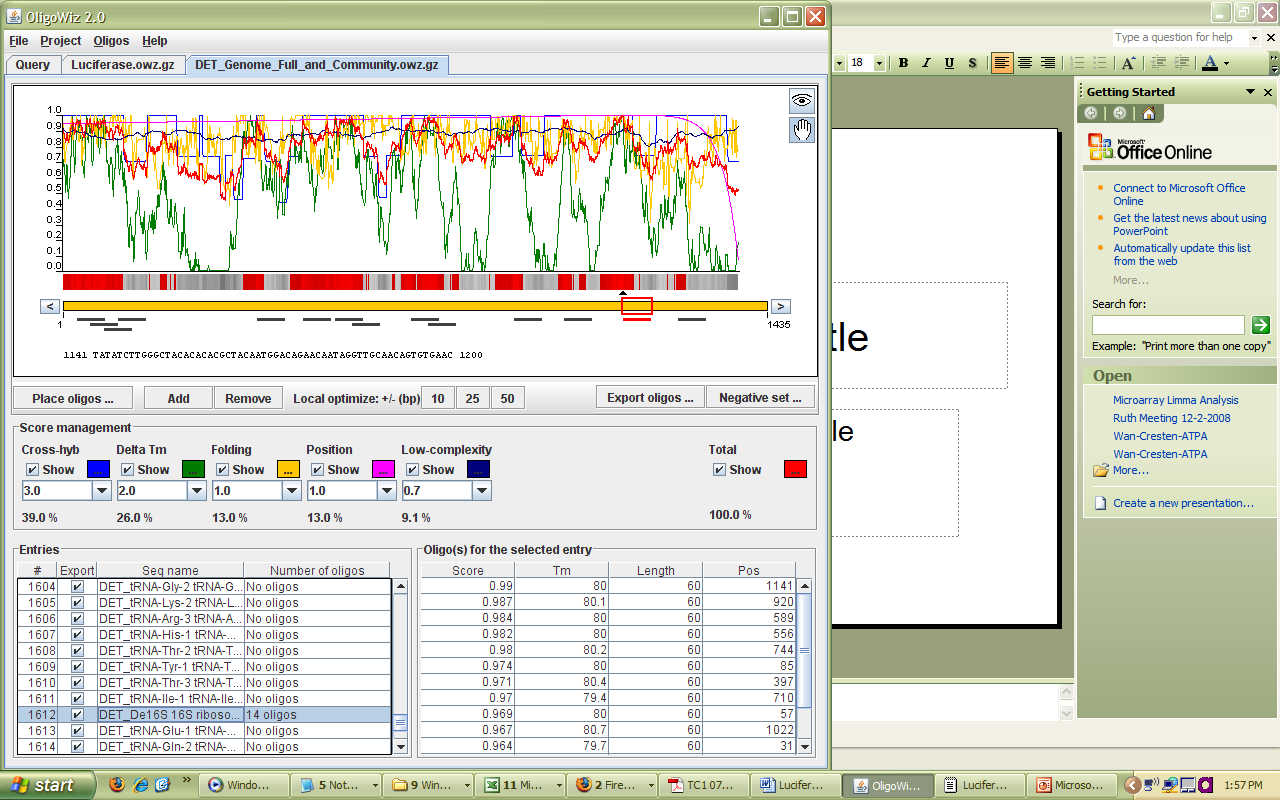 OligoWiz 2.0
File Project Oligos Help
Query Luciferase.owz.gz DET_Genome_Full_and_Community.owz.gz
1.0
0.9
0.8
0.7
0.6
0.5
0.4
0.3
0.2
0.1
0.0
< >
1 1435
1141 TATATCTTGGGCTACACACACGCTACAATGGACAGAACAATAGGTTGCAACAGTGTGAAC 1200
Place oligos ... Add Remove Local optimize: +/- (bp) 10 25 50 Export oligos ... Negative set ...
Score management
Cross-hyb Delta Tm Folding Position Low-complexity Total
Show ... Show ... Show ... Show ... Show ... Show ...
3.0 2.0 1.0 1.0 0.7
39.0 % 26.0 % 13.0 % 13.0 % 9.1 % 100.0 %
Entries
# Export Seq name Number of oligos
1604 DET_tRNA-Gly-2 tRNA-G... No oligos
1605 DET_tRNA-Lys-2 tRNA-L... No oligos
1606 DET_tRNA-Arg-3 tRNA-A... No oligos
1607 DET_tRNA-His-1 tRNA-... No oligos
1608 DET_tRNA-Thr-2 tRNA-T... No oligos
1609 DET_tRNA-Tyr-1 tRNA-T... No oligos
1610 DET_tRNA-Thr-3 tRNA-T... No oligos
1611 DET_tRNA-Ile-1 tRNA-Ile... No oligos
1612 DET_De16S 16S riboso... 14 oligos
1613 DET_tRNA-Glu-1 tRNA-... No oligos
1614 DET_tRNA-Gln-2 tRNA-... No oligos
Oligo(s) for the selected entry
Score Tm Length Pos
0.99 80 60 1141
0.987 80.1 60 920
0.984 80 60 589
0.982 80 60 556
0.98 80.2 60 744
0.974 80 60 85
0.971 80.4 60 397
0.97 79.4 60 710
0.969 80 60 57
0.967 80.7 60 1022
0.964 79.7 60 31
Type a question for help
18 B I U S A A
tle
le
Getting Started
Microsoft
Office Online
Connect to Microsoft Office
Online
Get the latest news about using
PowerPoint
Automatically update this list
from the web
More...
Search for:
Example: "Print more than one copy"
Open
Microarray Limma Analysis
Ruth Meeting 12-2-2008
Wan-Cresten-ATPA
Wan-Cresten-ATPA
More...
Create a new presentation...
start » Windo... 5 Not... 9 Win... 11 Mi... 2 Fire... TC1 07... Lucifer... OligoWi... Lucifer... Microso... 1:57 PM